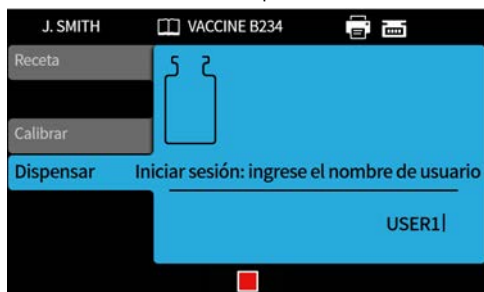 J. SMITH
VACCINE B234
Receta
Calibrar
Dispensar
Iniciar sesión: ingrese el nombre de usuario
USER1